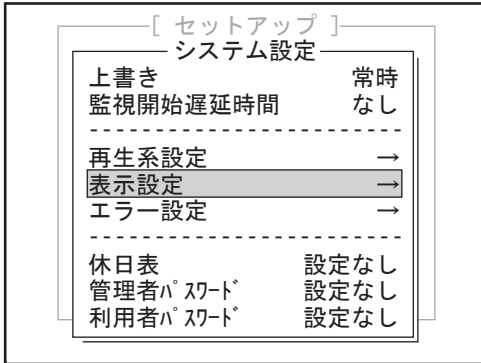 [ セットアップ ]
システム設定
上書き 常時
監視開始遅延時間 なし
------------------------
再生系設定 →
表示設定 →
エラー設定 →
------------------------
休日表 設定なし
管理者ﾊﾟｽﾜｰﾄﾞ 設定なし
利用者ﾊﾟｽﾜｰﾄﾞ 設定なし